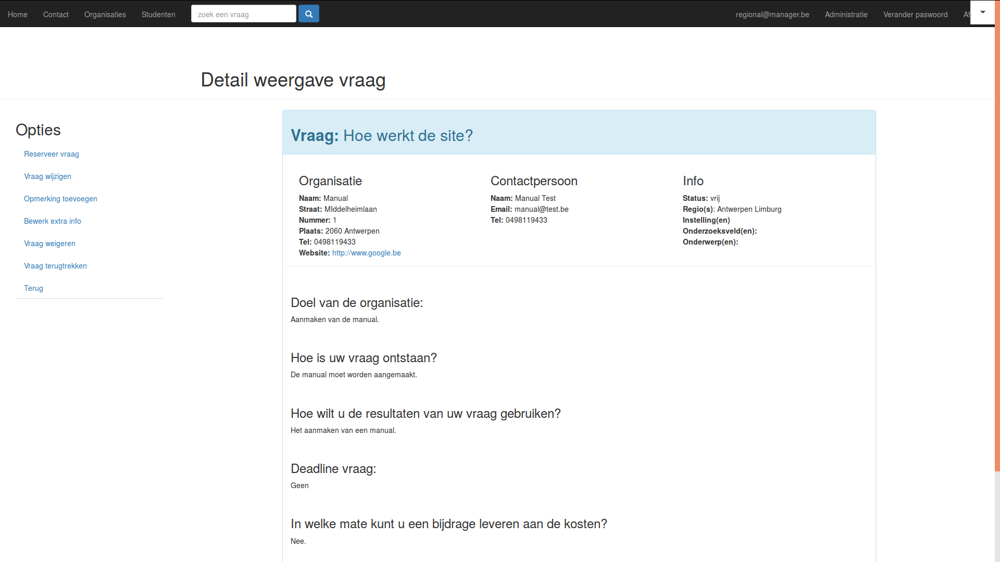 Home Contact Organisaties Studenten zoek een vraag regional@manager.be Administratie Verander paswoord Af
Detail weergave vraag
Opties
Reserveer vraag
Vraag wijzigen
Opmerking toevoegen
Bewerk extra info
Vraag weigeren
Vraag terugtrekken
Terug
Vraag: Hoe werkt de site?
Organisatie
Naam: Manual
Straat: MIddelheimlaan
Nummer: 1
Plaats: 2060 Antwerpen
Tel: 0498119433
Website: http://www.google.be
Contactpersoon
Naam: Manual Test
Email: manual@test.be
Tel: 0498119433
Info
Status: vrij
Regio(s): Antwerpen Limburg
Instelling(en)
Onderzoeksveld(en):
Onderwerp(en):
Doel van de organisatie:
Aanmaken van de manual.
Hoe is uw vraag ontstaan?
De manual moet worden aangemaakt.
Hoe wilt u de resultaten van uw vraag gebruiken?
Het aanmaken van een manual.
Deadline vraag:
Geen
In welke mate kunt u een bijdrage leveren aan de kosten?
Nee.